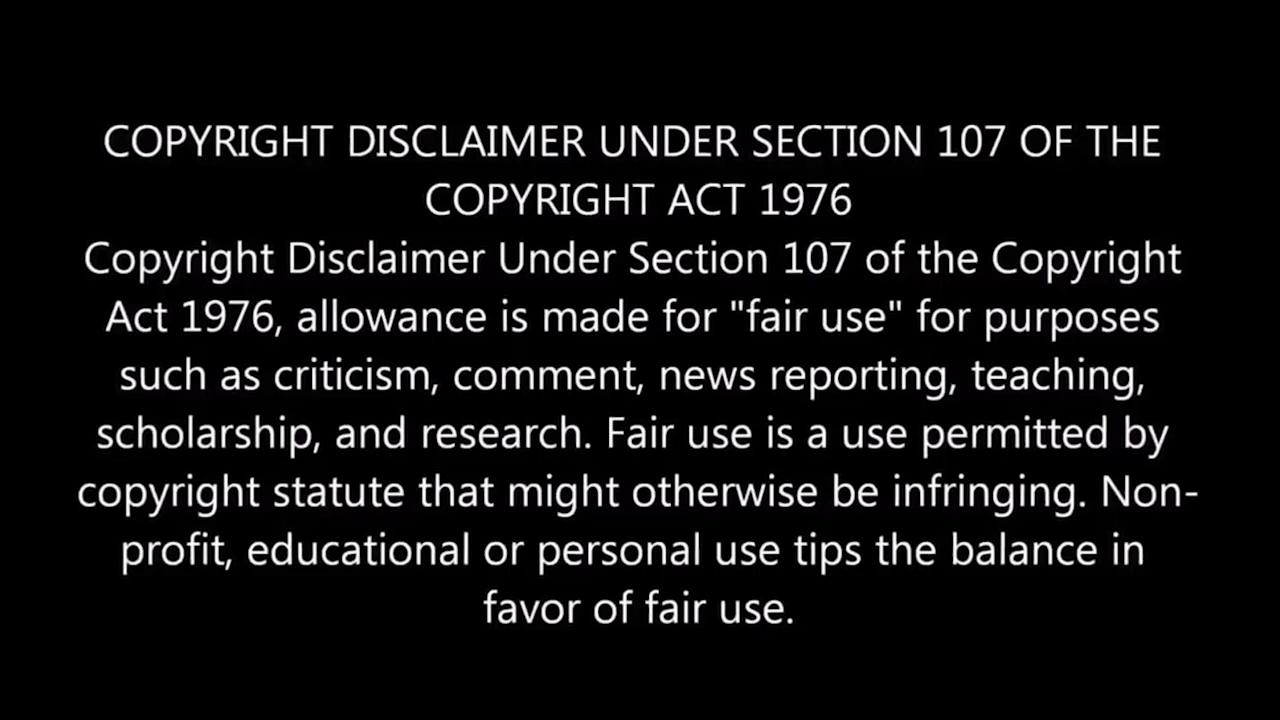 COPYRIGHT DISCLAIMER UNDER SECTION 107 OF THE
COPYRIGHT ACT 1976
Copyright Disclaimer Under Section 107 of the Copyright
Act 1976, allowance is made for "fair use" for purposes
such as criticism, comment, news reporting, teaching,
scholarship, and research. Fair use is a use permitted by
copyright statute that might otherwise be infringing. Non-
profit, educational or personal use tips the balance in
favor of fair use.